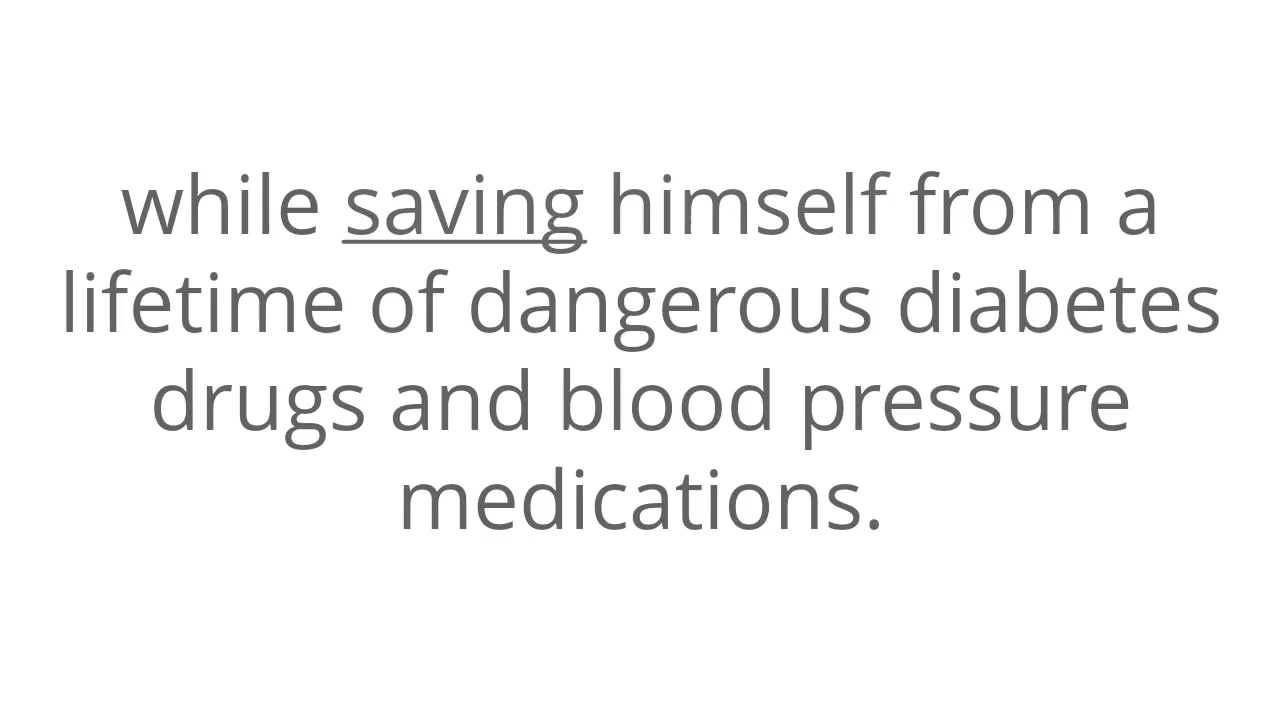 while saving himself from a
lifetime of dangerous diabetes
drugs and blood pressure
medications.